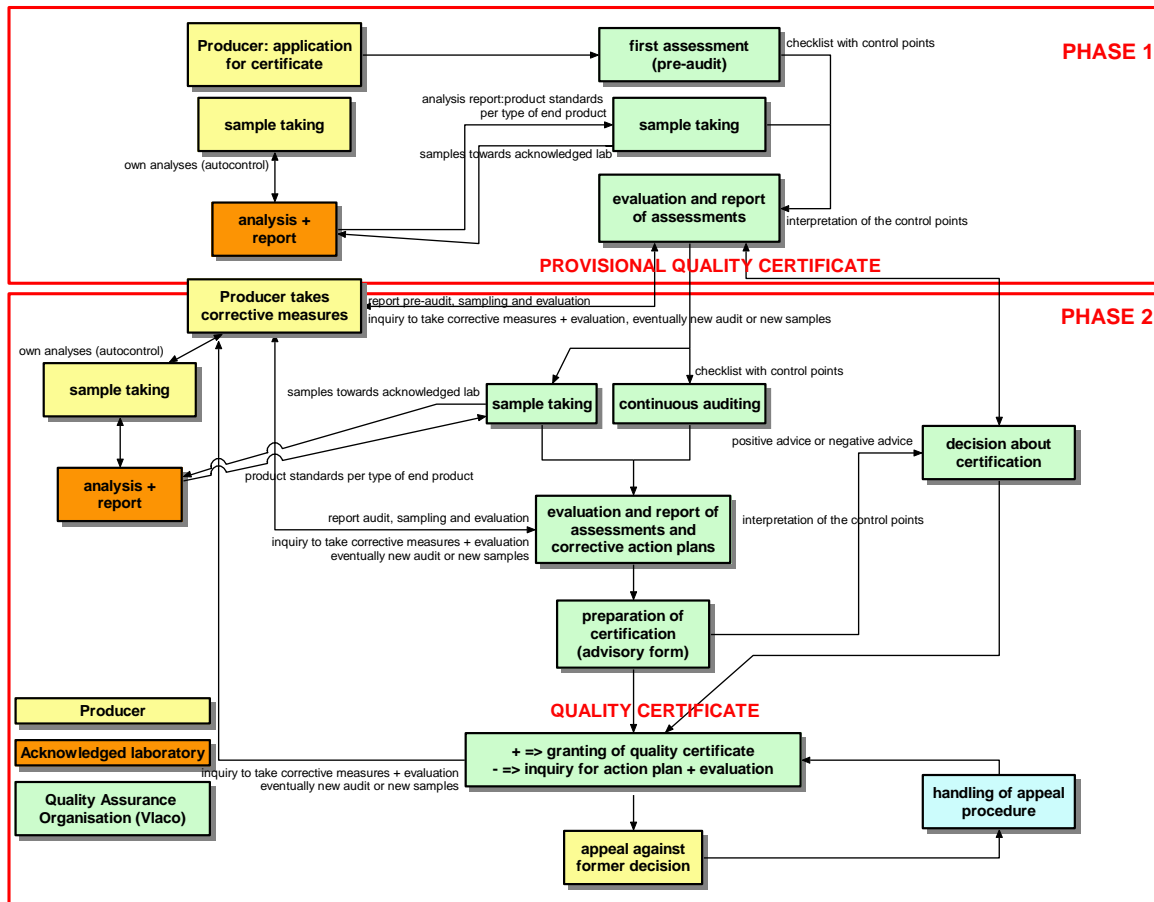 Producer: application
for certificate
first assessment
(pre-audit)
checklist with control points
PHASE 1
analysis report:product standards
per type of end product
sample taking
sample taking
samples towards acknowledged lab
own analyses (autocontrol)
evaluation and report
of assessments
analysis +
report
interpretation of the control points
PROVISIONAL QUALITY CERTIFICATE
Producer takes
corrective measures
report pre-audit, sampling and evaluation
inquiry to take corrective measures + evaluation, eventually new audit or new samples
PHASE 2
own analyses (autocontrol)
sample taking
checklist with control points
samples towards acknowledged lab
sample taking
continuous auditing
positive advice or negative advice
decision about
certification
analysis +
report
product standards per type of end product
report audit, sampling and evaluation
inquiry to take corrective measures + evaluation
eventually new audit or new samples
evaluation and report of
assessments and
corrective action plans
interpretation of the control points
preparation of
certification
(advisory form)
Producer
QUALITY CERTIFICATE
Acknowledged laboratory
+ => granting of quality certificate
- => inquiry for action plan + evaluation
inquiry to take corrective measures + evaluation
eventually new audit or new samples
Quality Assurance
Organisation (Vlaco)
handling of appeal
procedure
appeal against
former decision